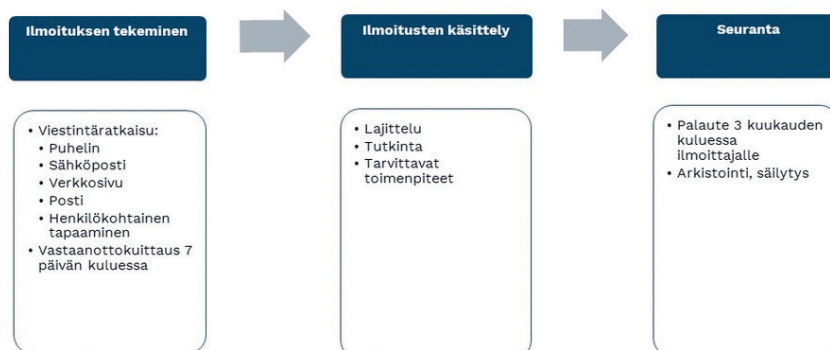 Ilmoituksen tekeminen
• Viestintäratkaisu:
• Puhelin
• Sähköposti
• Verkkosivu
• Posti
• Henkilökohtainen
tapaaminen
• Vastaanottokuittaus 7
päivän kuluessa
Ilmoitusten käsittely
• Lajittelu
• Tutkinta
• Tarvittavat
toimenpiteet
Seuranta
• Palaute 3 kuukauden
kuluessa
ilmoittajalle
• Arkistointi, säilytys